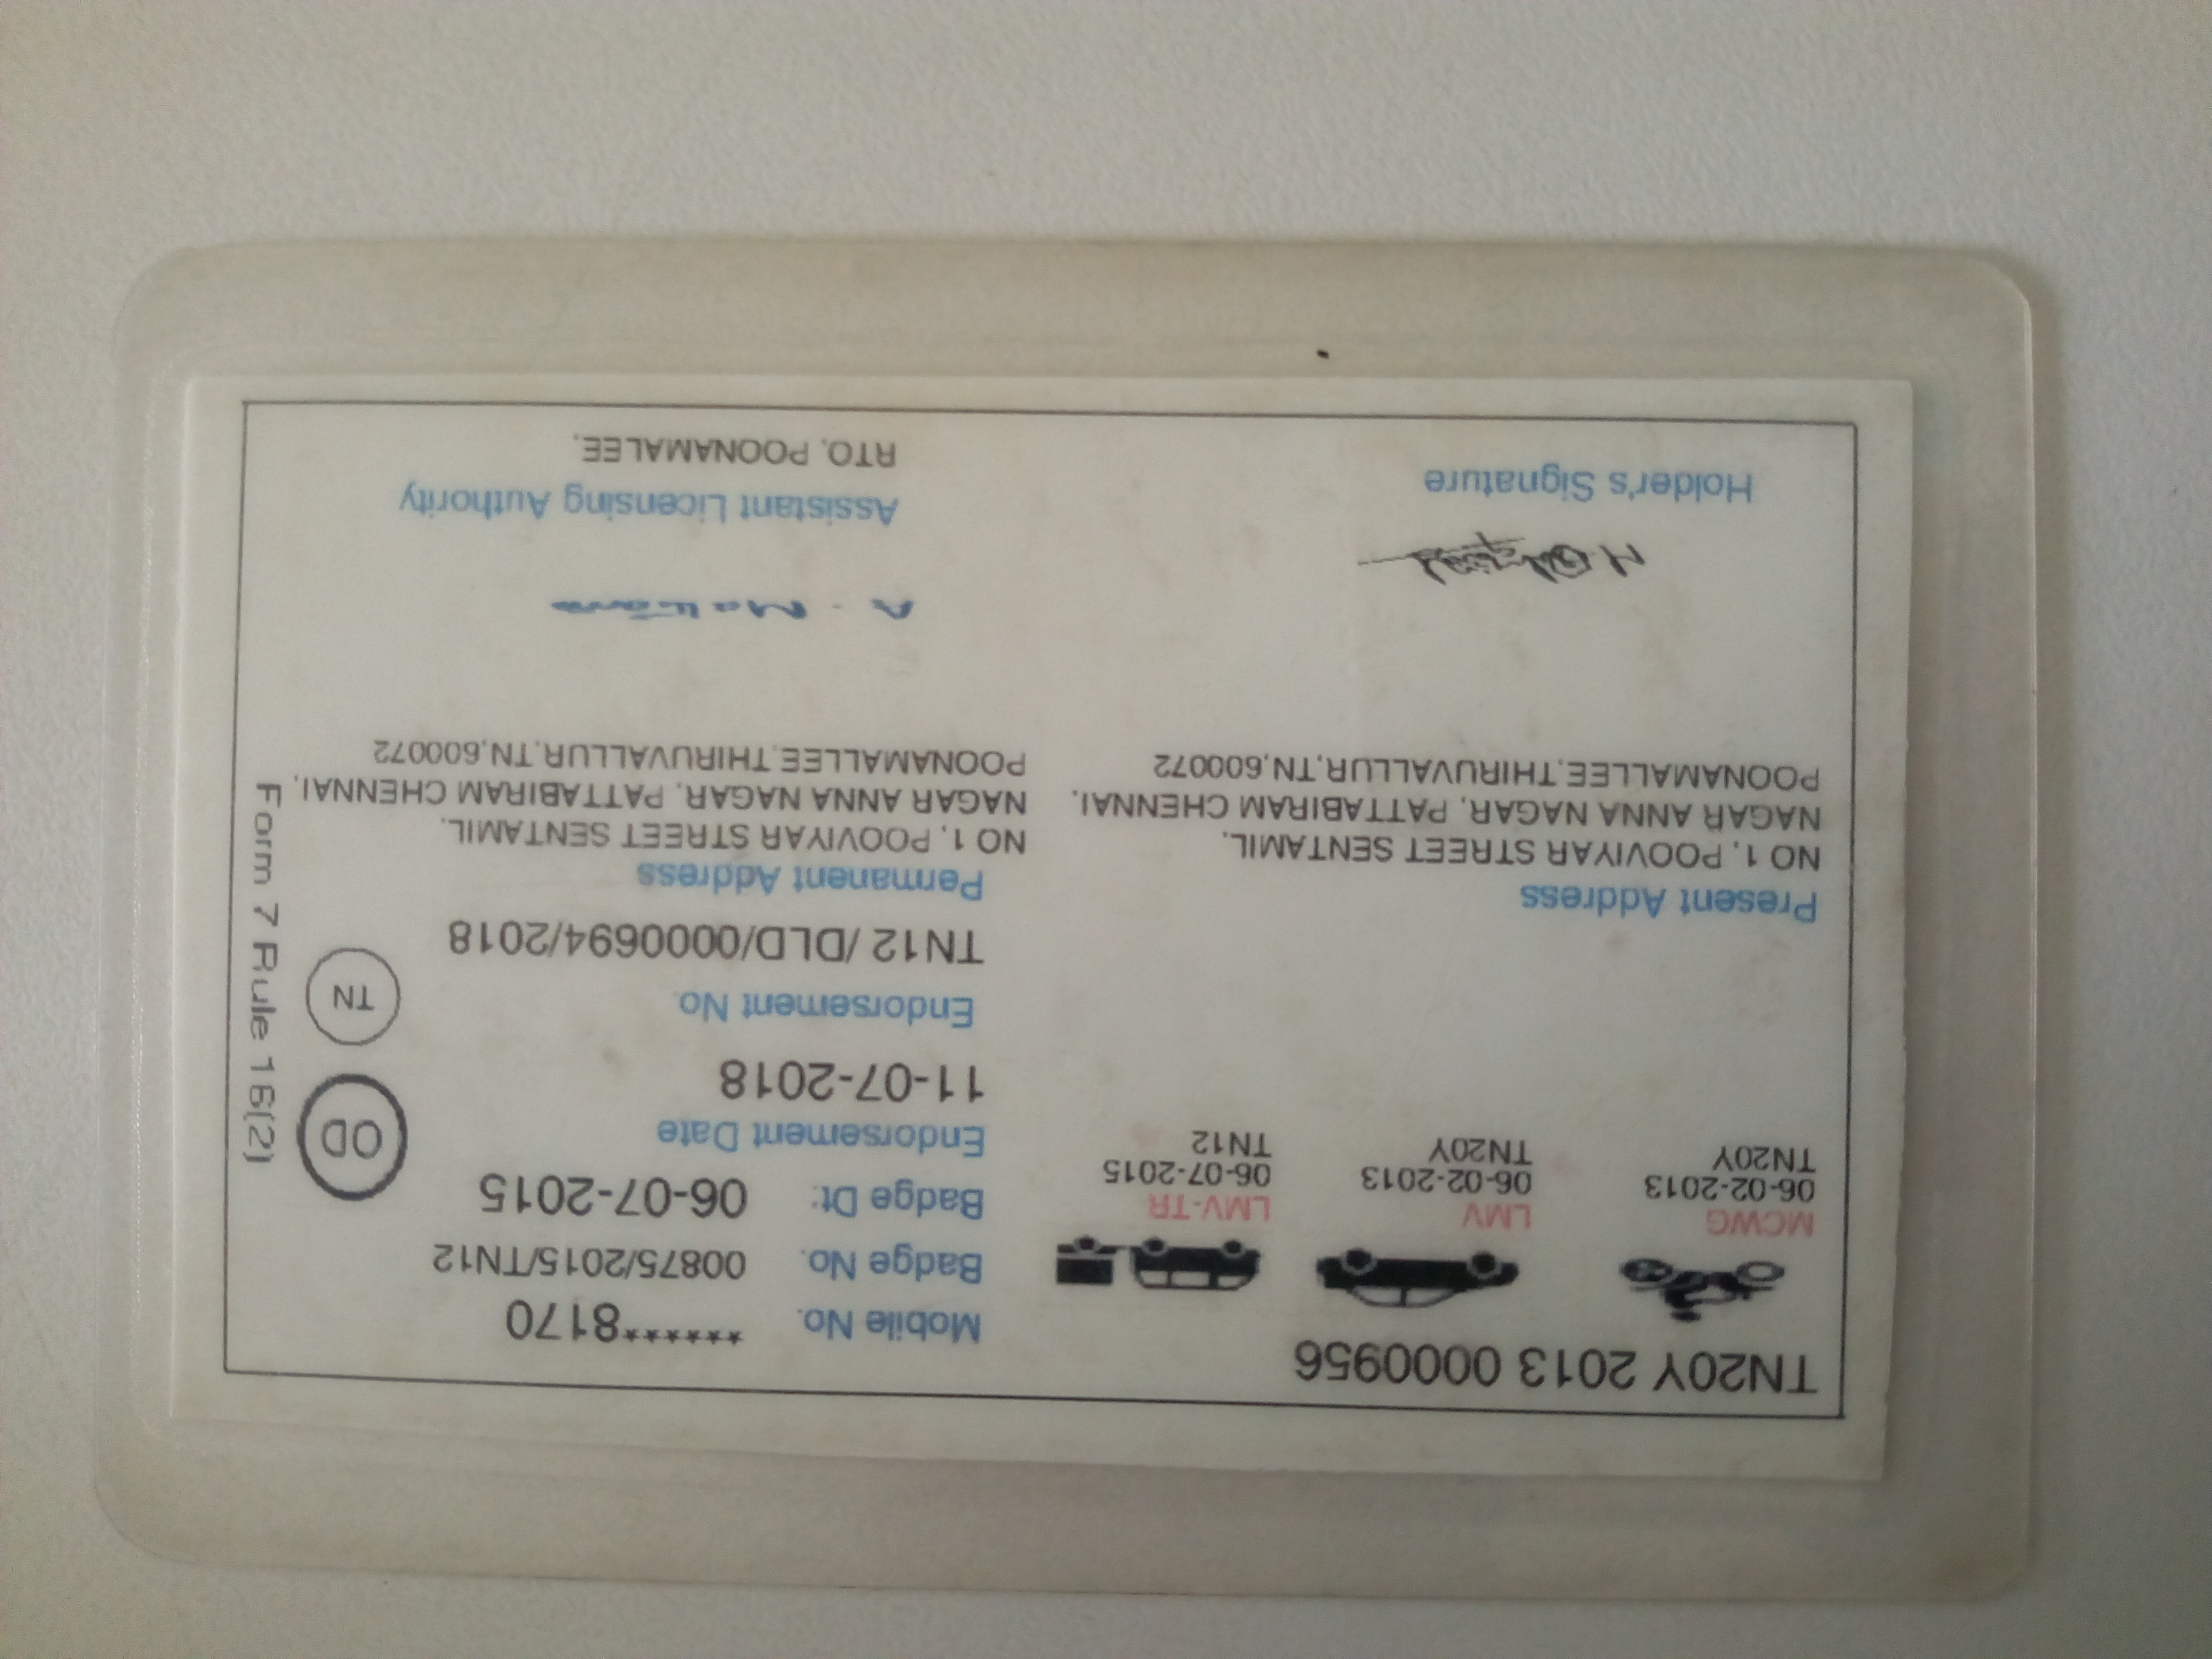 TN20Y 2013 0000956
MCWG
06-02-2013
TN20Y
LMV
06-02-2013
TN20Y
LMV-TR
06-07-2015
TN12
Mobile No. ******8170
Badge No. 00875/2015/TN12
Badge Dt: 06-07-2015
Endorsement Date
11-07-2018
Endorsement No.
TN12 /DLD/0000694/2018
OD
TN
Form 7 Rule 16(2)
Present Address
NO 1, POOVIYAR STREET SENTAMIL,
NAGAR ANNA NAGAR, PATTABIRAM CHENNAI,
POONAMALLEE,THIRUVALLUR,TN,600072
Permanent Address
NO 1, POOVIYAR STREET SENTAMIL,
NAGAR ANNA NAGAR, PATTABIRAM CHENNAI,
POONAMALLEE,THIRUVALLUR,TN,600072
Holder's Signature
Assistant Licensing Authority
RTO, POONAMALEE.